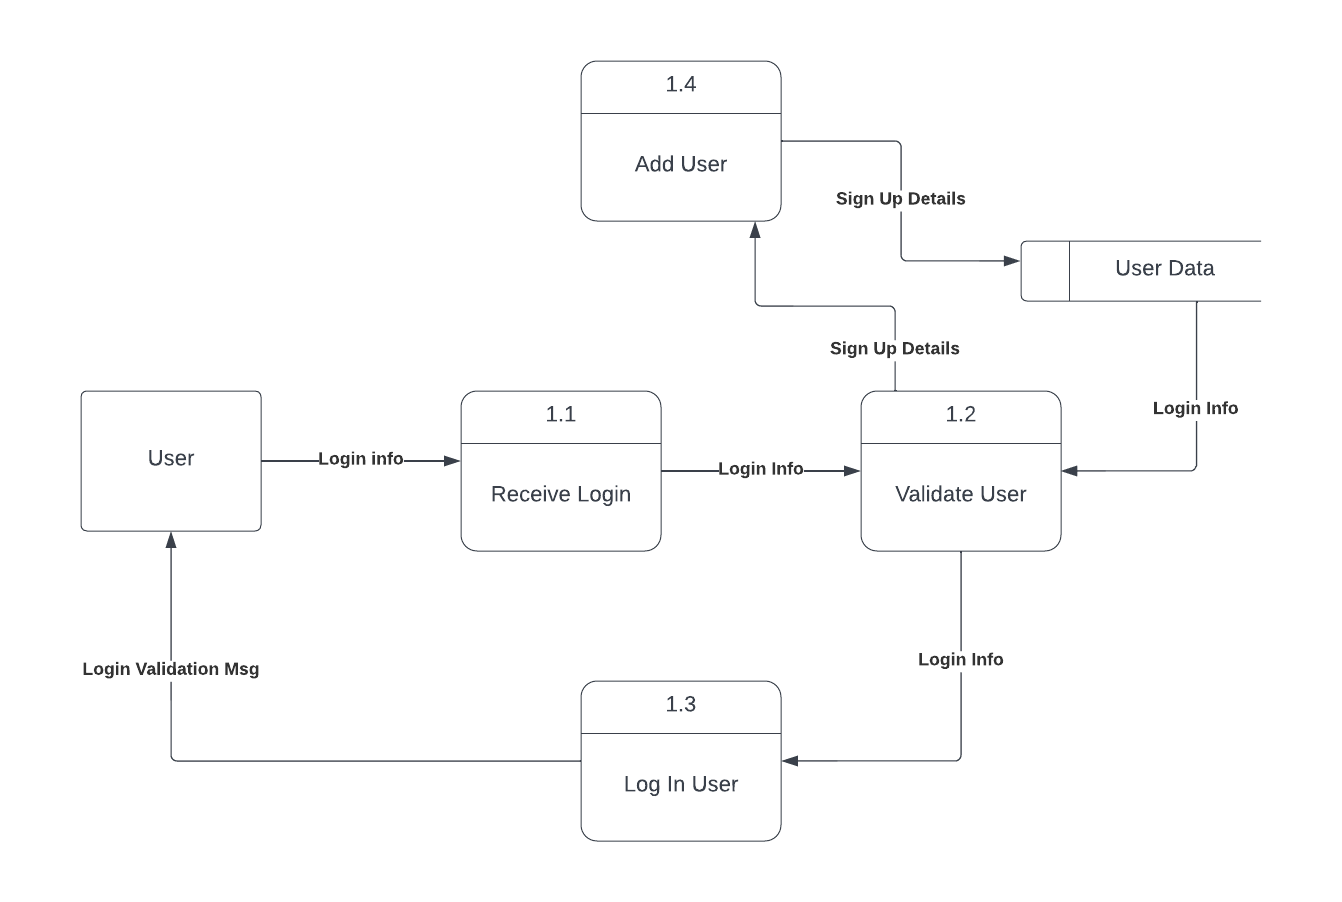 1.4
Add User
Sign Up Details
User Data
Sign Up Details
User
Login info
1.1
Receive Login
Login Info
1.2
Validate User
Login Info
Login Validation Msg
Login Info
1.3
Log In User